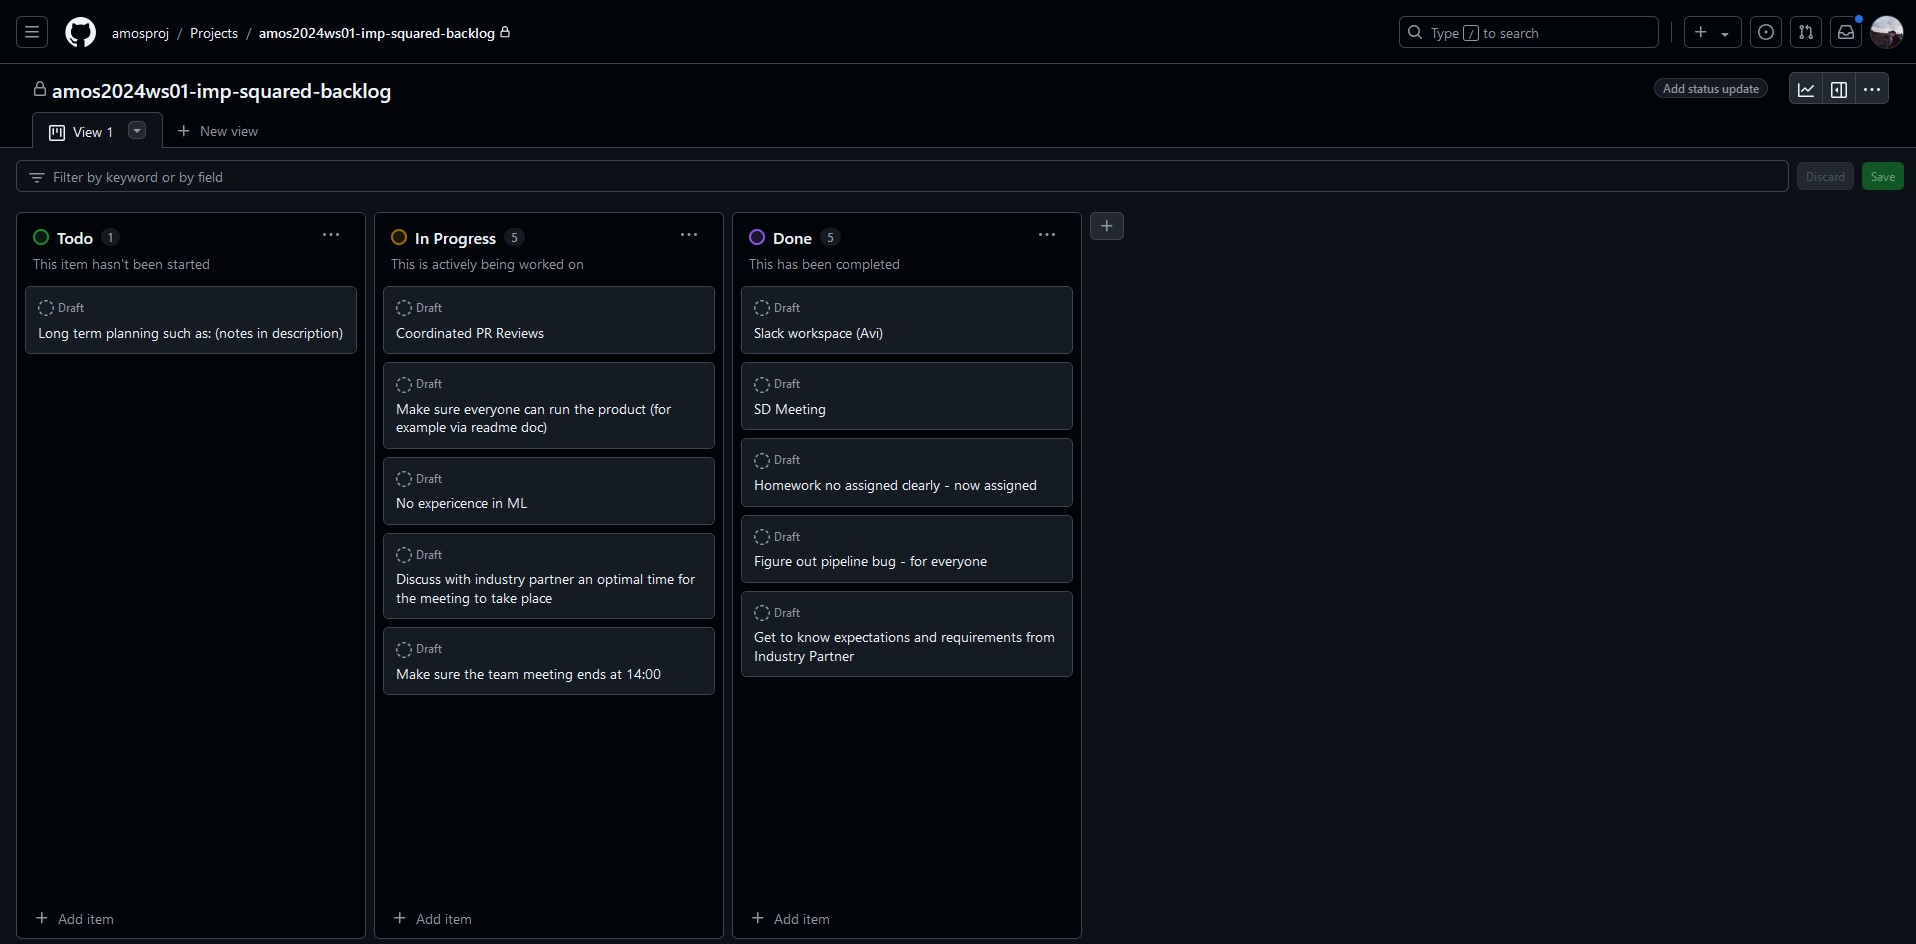 amosproj / Projects / amos2024ws01-imp-squared-backlog
Type / to search
amos2024ws01-imp-squared-backlog
Add status update
View 1
New view
Filter by keyword or by field
Discard
Save
Todo 1
This item hasn't been started
Draft
Long term planning such as: (notes in description)
Add item
In Progress 5
This is actively being worked on
Draft
Coordinated PR Reviews
Draft
Make sure everyone can run the product (for
example via readme doc)
Draft
No expericence in ML
Draft
Discuss with industry partner an optimal time for
the meeting to take place
Draft
Make sure the team meeting ends at 14:00
Add item
Done 5
This has been completed
Draft
Slack workspace (Avi)
Draft
SD Meeting
Draft
Homework no assigned clearly - now assigned
Draft
Figure out pipeline bug - for everyone
Draft
Get to know expectations and requirements from
Industry Partner
Add item